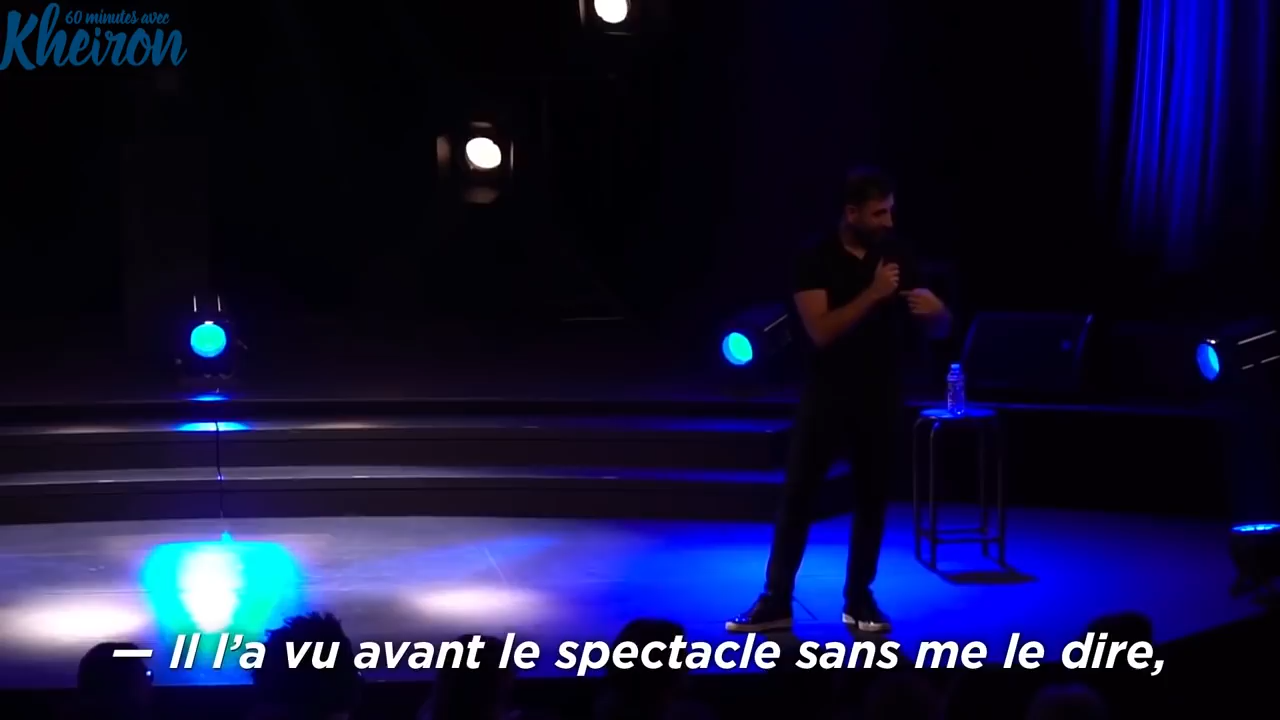 60 minutes avec
Kheiron
— Il l’a vu avant le spectacle sans me le dire,